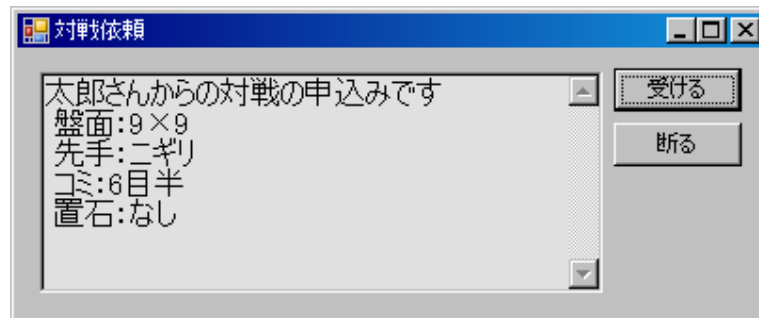 対戦依頼
太郎さんからの対戦の申込みです
盤面:9×9
先手:ニギリ
コミ:6目半
置石:なし
受ける
断る